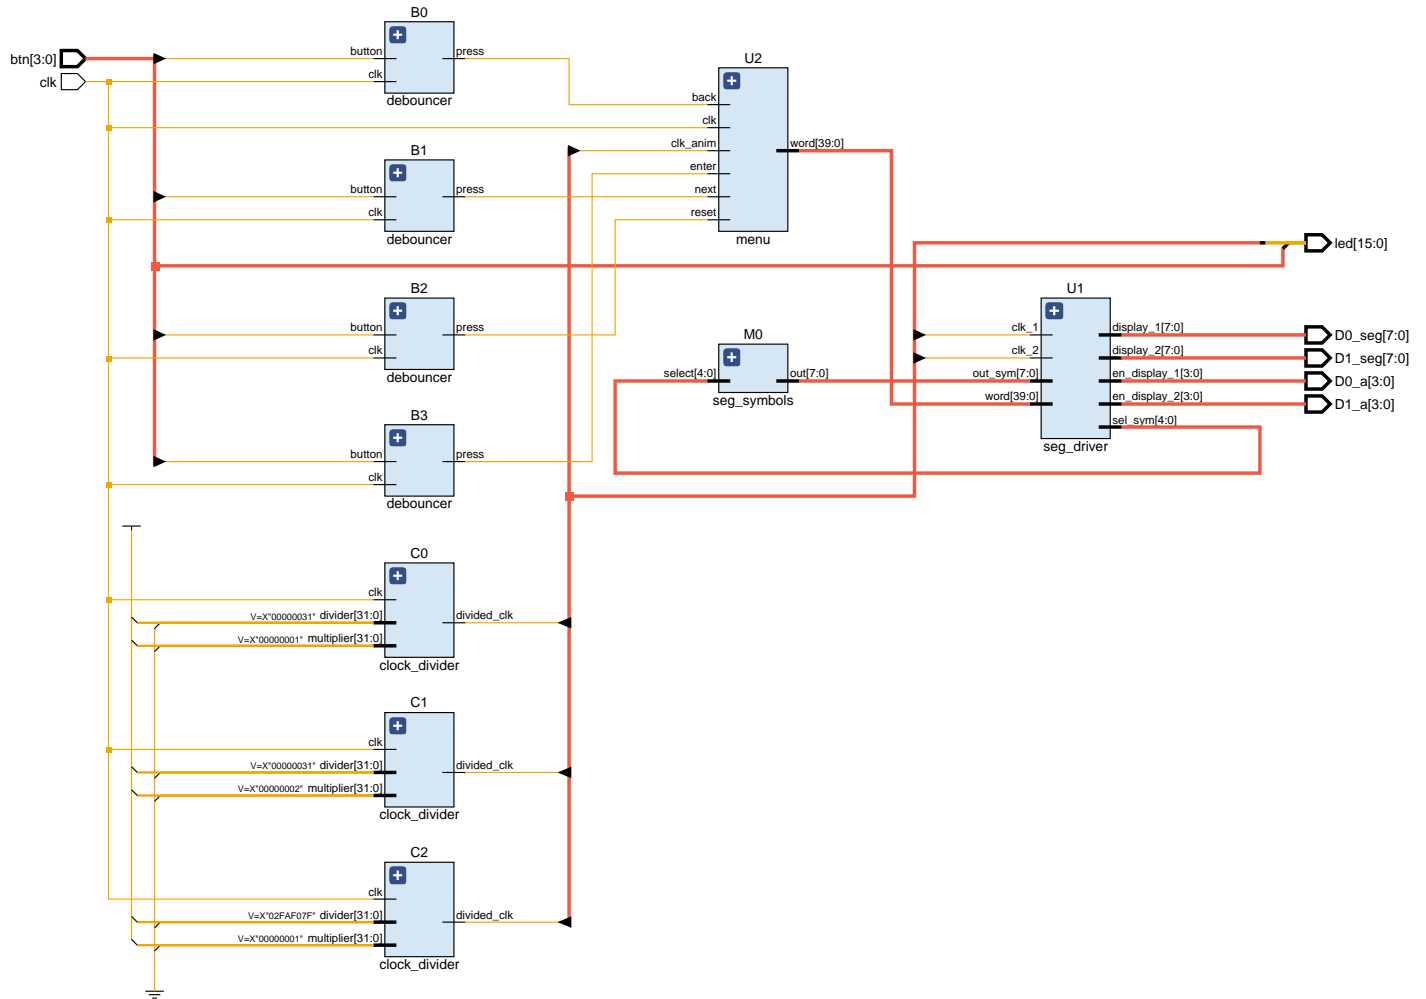 B0
btn[3:0]
clk
button
press
clk
debouncer
U2
back
clk
clk_anim
enter
next
reset
word[39:0]
menu
B1
button
press
clk
debouncer
led[15:0]
B2
button
press
clk
debouncer
M0
select[4:0]
out[7:0]
seg_symbols
U1
clk_1
clk_2
out_sym[7:0]
word[39:0]
display_1[7:0]
display_2[7:0]
en_display_1[3:0]
en_display_2[3:0]
sel_sym[4:0]
seg_driver
D0_seg[7:0]
D1_seg[7:0]
D0_a[3:0]
D1_a[3:0]
B3
button
press
clk
debouncer
C0
clk
V=X"00000031" divider[31:0]
divided_clk
V=X"00000001" multiplier[31:0]
clock_divider
C1
clk
V=X"00000031" divider[31:0]
divided_clk
V=X"00000002" multiplier[31:0]
clock_divider
C2
clk
V=X"02FAF07F" divider[31:0]
divided_clk
V=X"00000001" multiplier[31:0]
clock_divider